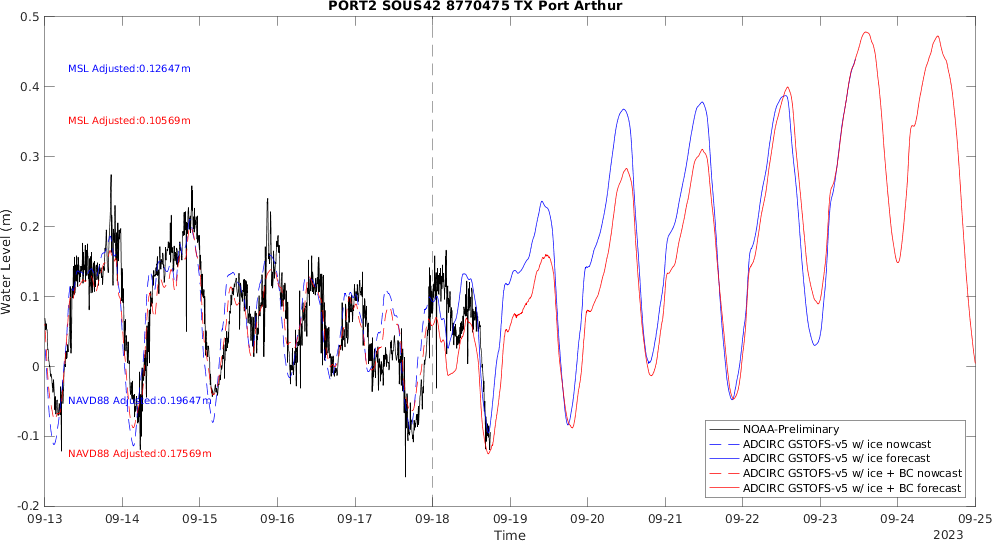 PORT2 SOUS42 8770475 TX Port Arthur
0.5
MSL Adjusted:0.12647m
0.4
MSL Adjusted:0.10569m
0.3
0.2
Water Level (m)
0.1
0
NAVD88 Adjusted:0.19647m
-0.1
NAVD88 Adjusted:0.17569m
-0.2
NOAA-Preliminary
ADCIRC GSTOFS-v5 w/ ice nowcast
ADCIRC GSTOFS-v5 w/ ice forecast
ADCIRC GSTOFS-v5 w/ ice + BC nowcast
ADCIRC GSTOFS-v5 w/ ice + BC forecast
09-13 09-14 09-15 09-16 09-17 09-18 09-19 09-20 09-21 09-22 09-23 09-24 09-25
Time
2023